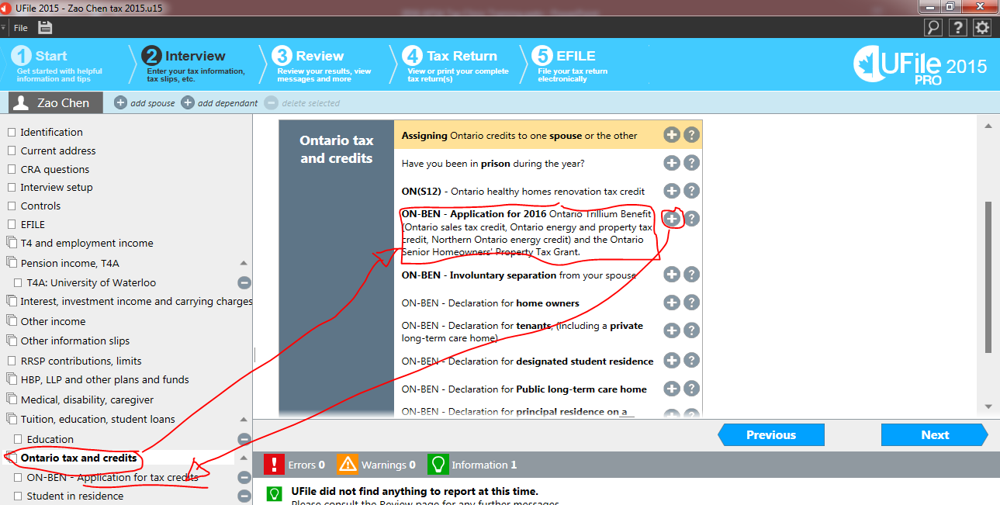 UFile 2015 - Zao Chen tax 2015.u15
File
1 Start
Get started with helpful
information and tips
2 Interview
Enter your tax information,
tax slips, etc.
3 Review
Review your results, view
messages and more
4 Tax Return
View or print your complete
tax return(s)
5 EFILE
File your tax return
electronically
UFile 2015
PRO
Zao Chen
add spouse
add dependant
delete selected
Identification
Current address
CRA questions
Interview setup
Controls
EFILE
T4 and employment income
Pension income, T4A
T4A: University of Waterloo
Interest, investment income and carrying charges
Other income
Other information slips
RRSP contributions, limits
HBP, LLP and other plans and funds
Medical, disability, caregiver
Tuition, education, student loans
Education
Ontario tax and credits
ON-BEN - Application for tax credits
Student in residence
Ontario tax
and credits
Assigning Ontario credits to one spouse or the other
Have you been in prison during the year?
ON(S12) - Ontario healthy homes renovation tax credit
ON-BEN - Application for 2016 Ontario Trillium Benefit
(Ontario sales tax credit, Ontario energy and property tax
credit, Northern Ontario energy credit) and the Ontario
Senior Homeowners' Property Tax Grant.
ON-BEN - Involuntary separation from your spouse
ON-BEN - Declaration for home owners
ON-BEN - Declaration for tenants, (including a private
long-term care home)
ON-BEN - Declaration for designated student residence
ON-BEN - Declaration for Public long-term care home
ON-BEN - Declaration for principal residence on a
Previous
Next
Errors 0
Warnings 0
Information 1
UFile did not find anything to report at this time.
Please consult the Review page for any further messages.